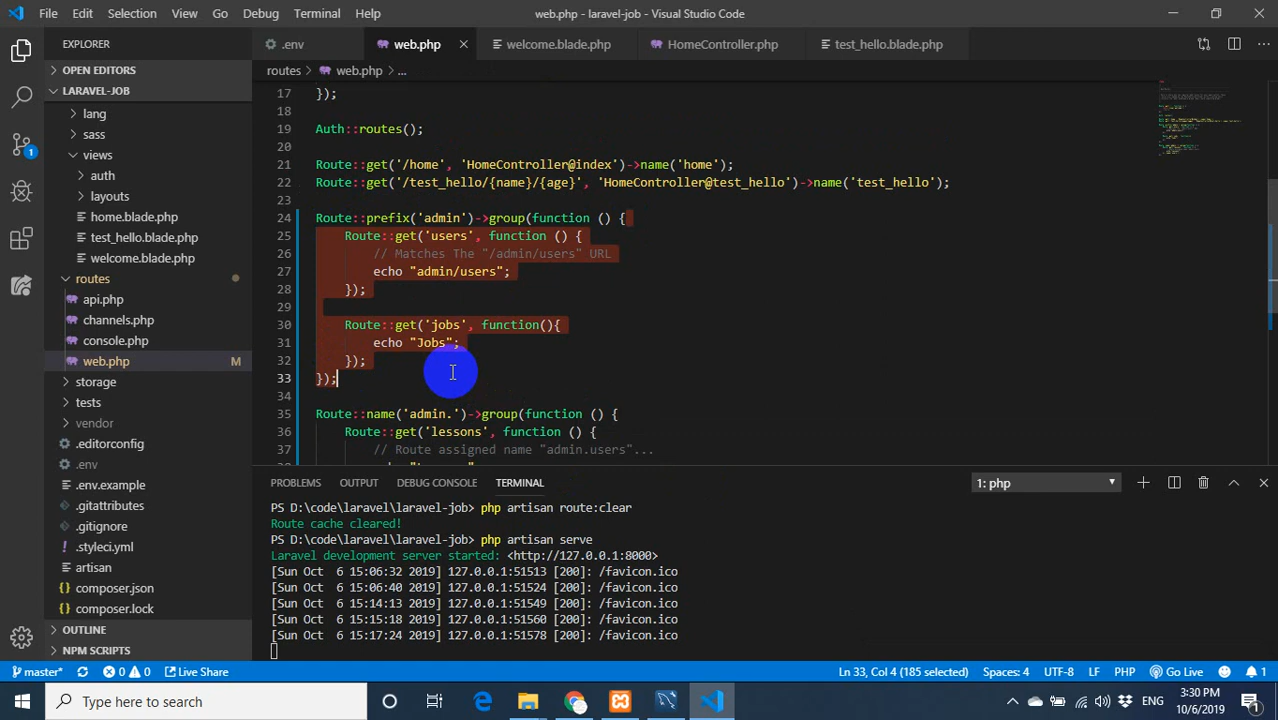 File Edit Selection View Go Debug Terminal Help web.php - laravel-job - Visual Studio Code
EXPLORER
OPEN EDITORS
LARAVEL-JOB
lang
sass
views
auth
layouts
home.blade.php
test_hello.blade.php
welcome.blade.php
routes
api.php
channels.php
console.php
web.php M
storage
tests
vendor
.editorconfig
.env
.env.example
.gitattributes
.gitignore
.styleci.yml
artisan
composer.json
composer.lock
OUTLINE
NPM SCRIPTS
.env web.php welcome.blade.php HomeController.php test_hello.blade.php
routes web.php ...
17 });
18
19 Auth::routes();
20
21 Route::get('/home', 'HomeController@index')->name('home');
22 Route::get('/test_hello/{name}/{age}', 'HomeController@test_hello')->name('test_hello');
23
24 Route::prefix('admin')->group(function () {
25 Route::get('users', function () {
26 // Matches The "/admin/users" URL
27 echo "admin/users";
28 });
29
30 Route::get('jobs', function(){
31 echo "Jobs";
32 });
33 });
34
35 Route::name('admin.')->group(function () {
36 Route::get('lessons', function () {
37 // Route assigned name "admin.users"...
PROBLEMS OUTPUT DEBUG CONSOLE TERMINAL 1: php
PS D:\code\laravel\laravel-job> php artisan route:clear
Route cache cleared!
PS D:\code\laravel\laravel-job> php artisan serve
Laravel development server started: <http://127.0.0.1:8000>
[Sun Oct  6 15:06:32 2019] 127.0.0.1:51513 [200]: /favicon.ico
[Sun Oct  6 15:06:40 2019] 127.0.0.1:51524 [200]: /favicon.ico
[Sun Oct  6 15:14:13 2019] 127.0.0.1:51549 [200]: /favicon.ico
[Sun Oct  6 15:15:18 2019] 127.0.0.1:51560 [200]: /favicon.ico
[Sun Oct  6 15:17:24 2019] 127.0.0.1:51578 [200]: /favicon.ico
master* 0 0 Live Share Ln 33, Col 4 (185 selected) Spaces: 4 UTF-8 LF PHP Go Live 1
Type here to search ENG 3:30 PM
10/6/2019